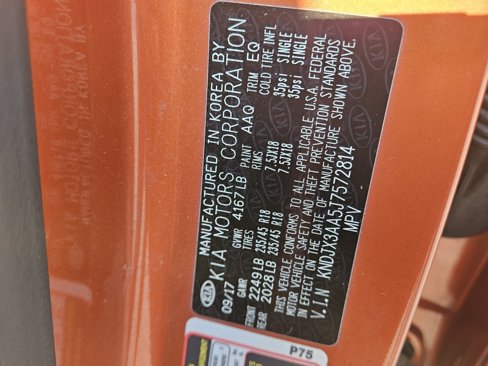 MANUFACTURED IN KOREA BY
KIA MOTORS CORPORATION
KIA 09/17 GVWR 4167LB PAINT AAQ TRIM EQ
GAWR TIRES RIMS COLD TIRE INFL
FRONT 2249LB 235/45 R18 7.5JX18 35psi SINGLE
REAR 2028LB 235/45 R18 7.5JX18 35psi SINGLE
THIS VEHICLE CONFORMS TO ALL APPLICABLE U.S.A. FEDERAL
MOTOR VEHICLE SAFETY AND THEFT PREVENTION STANDARDS
IN EFFECT ON THE DATE OF MANUFACTURE SHOWN ABOVE.
V.I.N KNDJX3AA5J7572814
MPV
P75